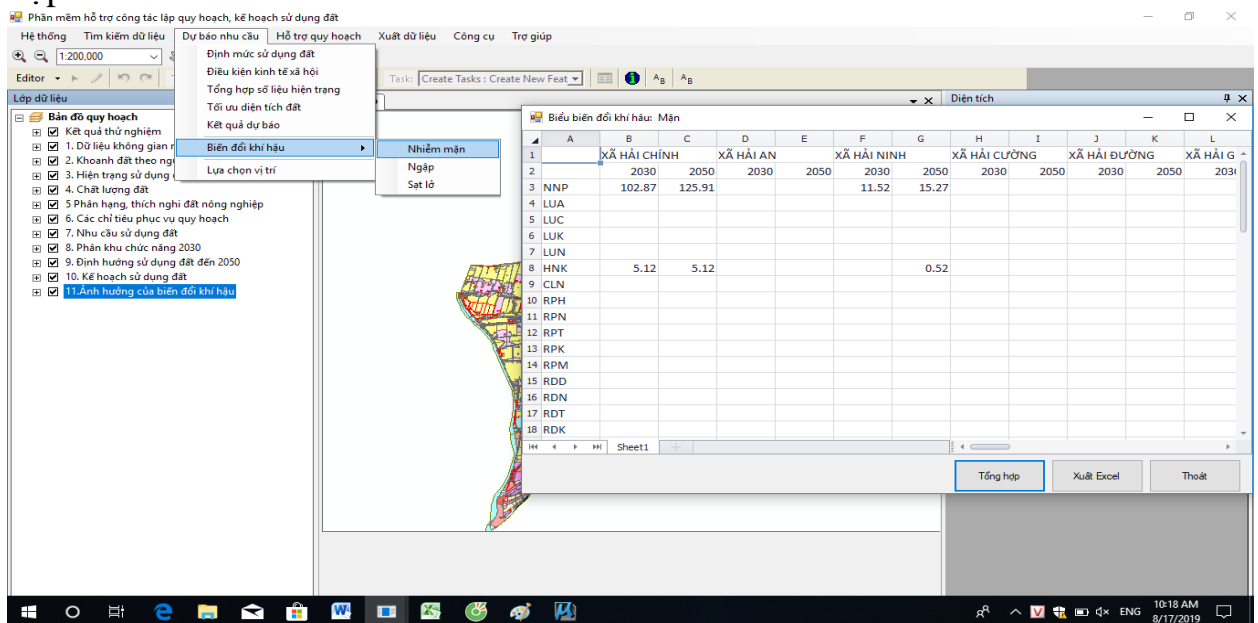 Phần mềm hỗ trợ công tác lập quy hoạch, kế hoạch sử dụng đất
Hệ thống Tìm kiếm dữ liệu Dự báo nhu cầu Hỗ trợ quy hoạch Xuất dữ liệu Công cụ Trợ giúp
1:200,000
Editor Task: Create Tasks : Create New Feat
Định mức sử dụng đất
Điều kiện kinh tế xã hội
Tổng hợp số liệu hiện trạng
Tối ưu diện tích đất
Kết quả dự báo
Biến đổi khí hậu
Lựa chọn vị trí
Nhiễm mặn
Ngập
Sạt lở
Lớp dữ liệu
Bản đồ quy hoạch
Kết quả thử nghiệm
1. Dữ liệu không gian
2. Khoanh đất theo
3. Hiện trạng sử dụng
4. Chất lượng đất
5 Phân hạng, thích nghi đất nông nghiệp
6. Các chỉ tiêu phục vụ quy hoạch
7. Nhu cầu sử dụng đất
8. Phân khu chức năng 2030
9. Định hướng sử dụng đất đến 2050
10. Kế hoạch sử dụng đất
11.Ảnh hưởng của biến đổi khí hậu
Diện tích
Biểu biến đổi khí hâu: Mặn
A B C D E F G H I J K L
1 XÃ HẢI CHÍNH XÃ HẢI AN XÃ HẢI NINH XÃ HẢI CƯỜNG XÃ HẢI ĐƯỜNG XÃ HẢI G
2 2030 2050 2030 2050 2030 2050 2030 2050 2030 2050 203
3 NNP 102.87 125.91 11.52 15.27
4 LUA
5 LUC
6 LUK
7 LUN
8 HNK 5.12 5.12 0.52
9 CLN
10 RPH
11 RPN
12 RPT
13 RPK
14 RPM
15 RDD
16 RDN
17 RDT
18 RDK
Sheet1
Tổng hợp Xuất Excel Thoát
ENG 10:18 AM
8/17/2019